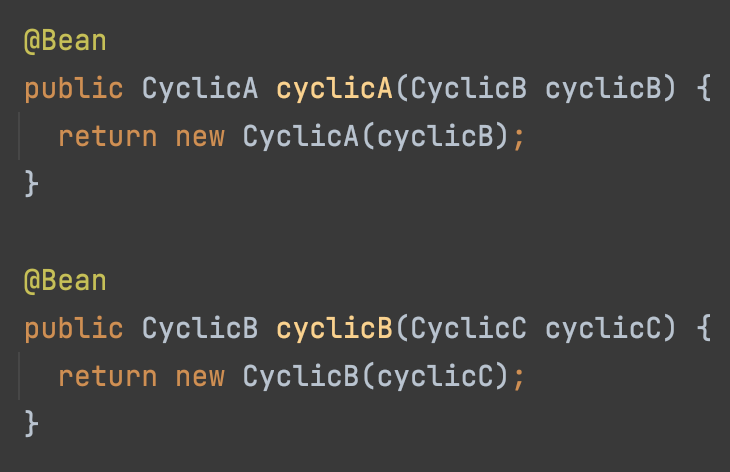 @Bean
public CyclicA cyclicA(CyclicB cyclicB) {
return new CyclicA(cyclicB);
}
@Bean
public CyclicB cyclicB(CyclicC cyclicC) {
return new CyclicB(cyclicC);
}